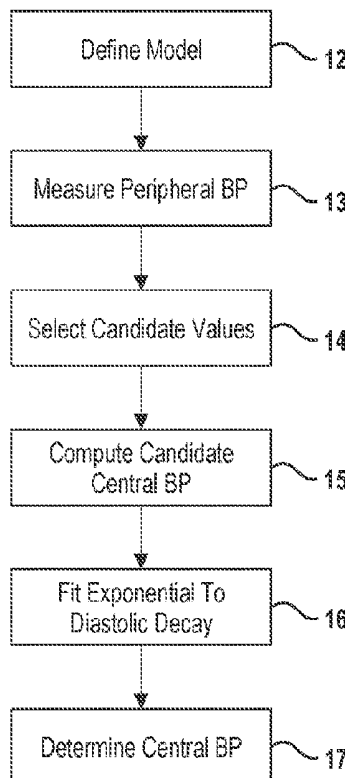 Define Model
12
Measure Peripheral BP
13
Select Candidate Values
14
Compute Candidate
Central BP
15
Fit Exponential To
Diastolic Decay
16
Determine Central BP
17